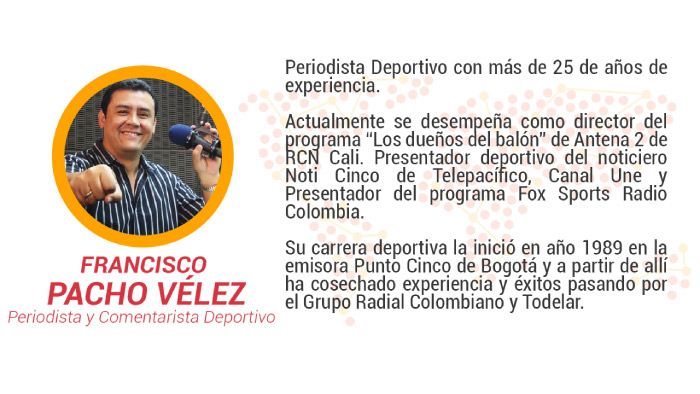 Periodista Deportivo con más de 25 de años de
experiencia.
Actualmente se desempeña como director del
programa “Los dueños del balón” de Antena 2 de
RCN Cali. Presentador deportivo del noticiero
Noti Cinco de Telepacífico, Canal Une y
Presentador del programa Fox Sports Radio
Colombia.
Su carrera deportiva la inició en año 1989 en la
emisora Punto Cinco de Bogotá y a partir de allí
ha cosechado experiencia y éxitos pasando por
el Grupo Radial Colombiano y Todelar.
FRANCISCO
PACHO VÉLEZ
Periodista y Comentarista Deportivo